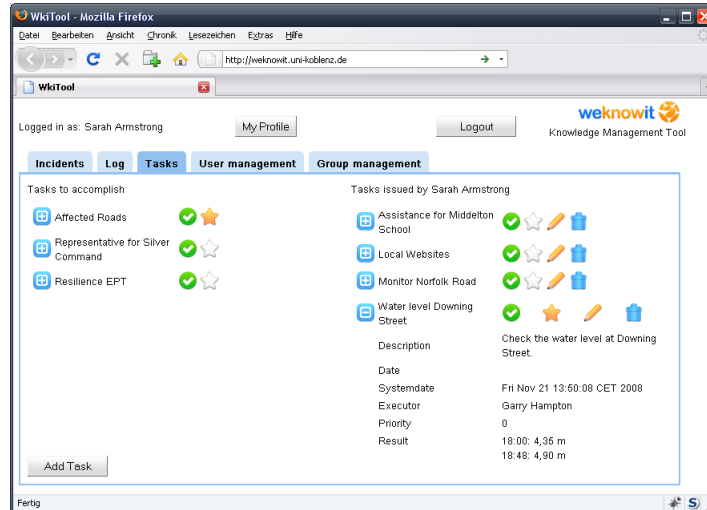 WkiTool - Mozilla Firefox
Datei Bearbeiten Ansicht Chronik Lesezeichen Extras Hilfe
http://weknowit.uni-koblenz.de
WkiTool
weknowit
Logged in as: Sarah Armstrong My Profile Logout Knowledge Management Tool
Incidents Log Tasks User management Group management
Tasks to accomplish
Affected Roads
Representative for Silver
Command
Resilience EPT
Add Task
Tasks issued by Sarah Armstrong
Assistance for Middelton
School
Local Websites
Monitor Norfolk Road
Water level Downing
Street
Description Check the water level at Downing
Street.
Date
Systemdate Fri Nov 21 13:50:08 CET 2008
Executor Garry Hampton
Priority 0
Result 18:00: 4,35 m
18:48: 4,90 m
Fertig
S